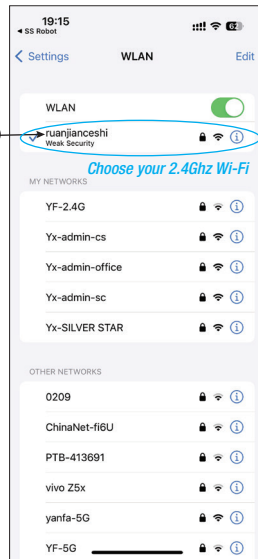 19:15
62
SS Robot
Settings
WLAN
Edit
WLAN
ruanjianceshi
Weak Security
Choose your 2.4Ghz Wi-Fi
MY NETWORKS
YF-2.4G
Yx-admin-cs
Yx-admin-office
Yx-admin-sc
Yx-SILVER STAR
OTHER NETWORKS
0209
ChinaNet-fi6U
PTB-413691
vivo Z5x
yanfa-5G
YF-5G